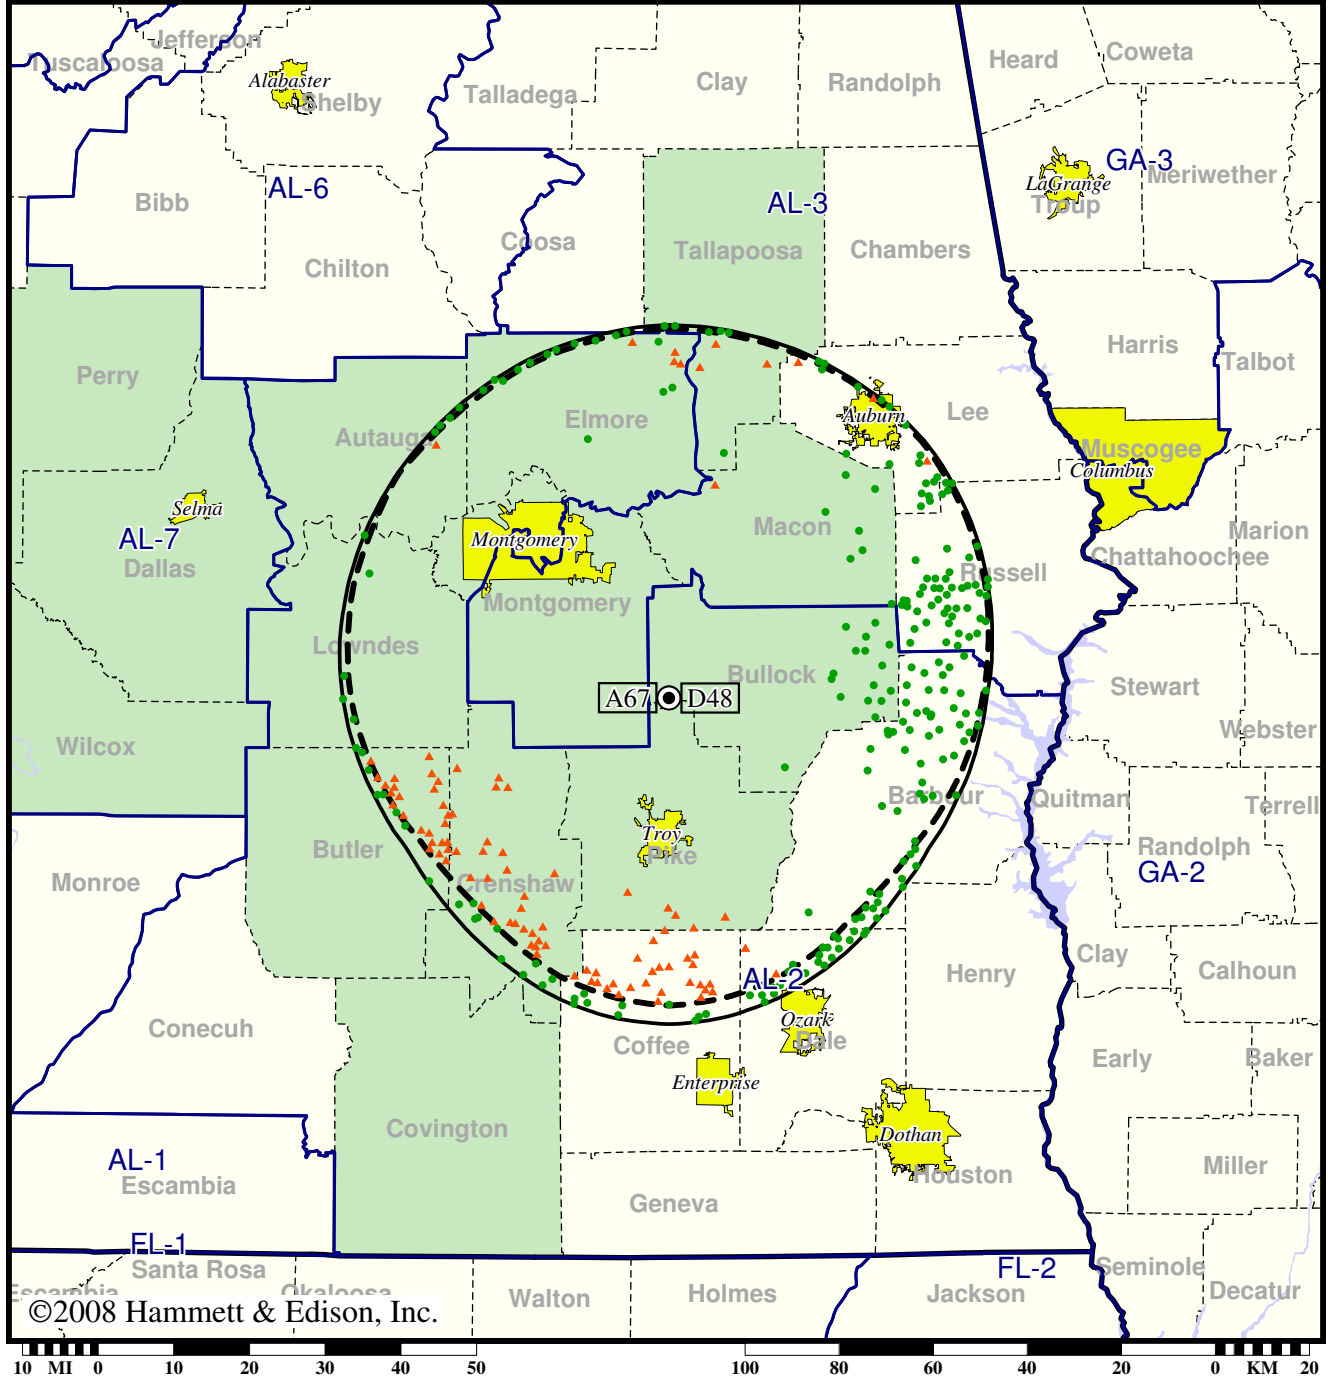 Jefferson
Tuscaloosa
Alabaster
Shelby
Talladega
Clay
Randolph
Heard
Coweta
Bibb
AL-6
AL-3
LaGrange
GA-3
Troup
Meriwether
Coosa
Tallapoosa
Chambers
Chilton
Harris
Talbot
Perry
Autauga
Elmore
Auburn
Lee
Muscogee
Columbus
Selma
AL-7
Dallas
Montgomery
Macon
Marion
Chattahoochee
Russell
Montgomery
Lowndes
Bullock
Stewart
A67
D48
Webster
Wilcox
Barbour
Quitman
Terrell
Troy
Pike
Butler
Randolph
GA-2
Monroe
Crenshaw
Clay
Calhoun
Henry
AL-2
Ozark
Dale
Conecuh
Coffee
Early
Baker
Enterprise
Covington
Dothan
AL-1
Escambia
Houston
Miller
Geneva
FL-1
Santa Rosa
FL-2
Seminole
Escambia
Okaloosa
Walton
Holmes
Jackson
Decatur
©2008 Hammett & Edison, Inc.
10 MI 0 10 20 30 40 50 100 80 60 40 20 0 KM 20